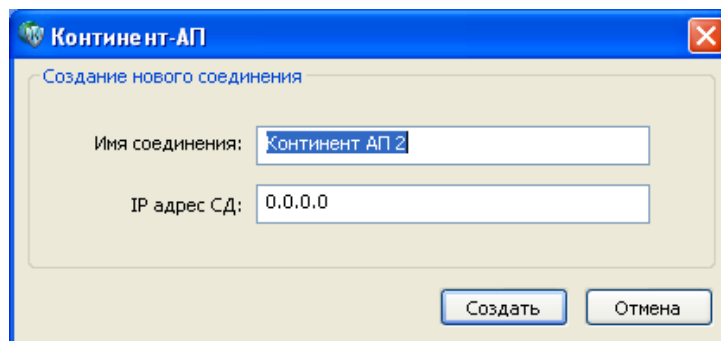 Континент-АП
Создание нового соединения
Имя соединения: Континент АП 2
IP адрес СД: 0.0.0.0
Создать Отмена